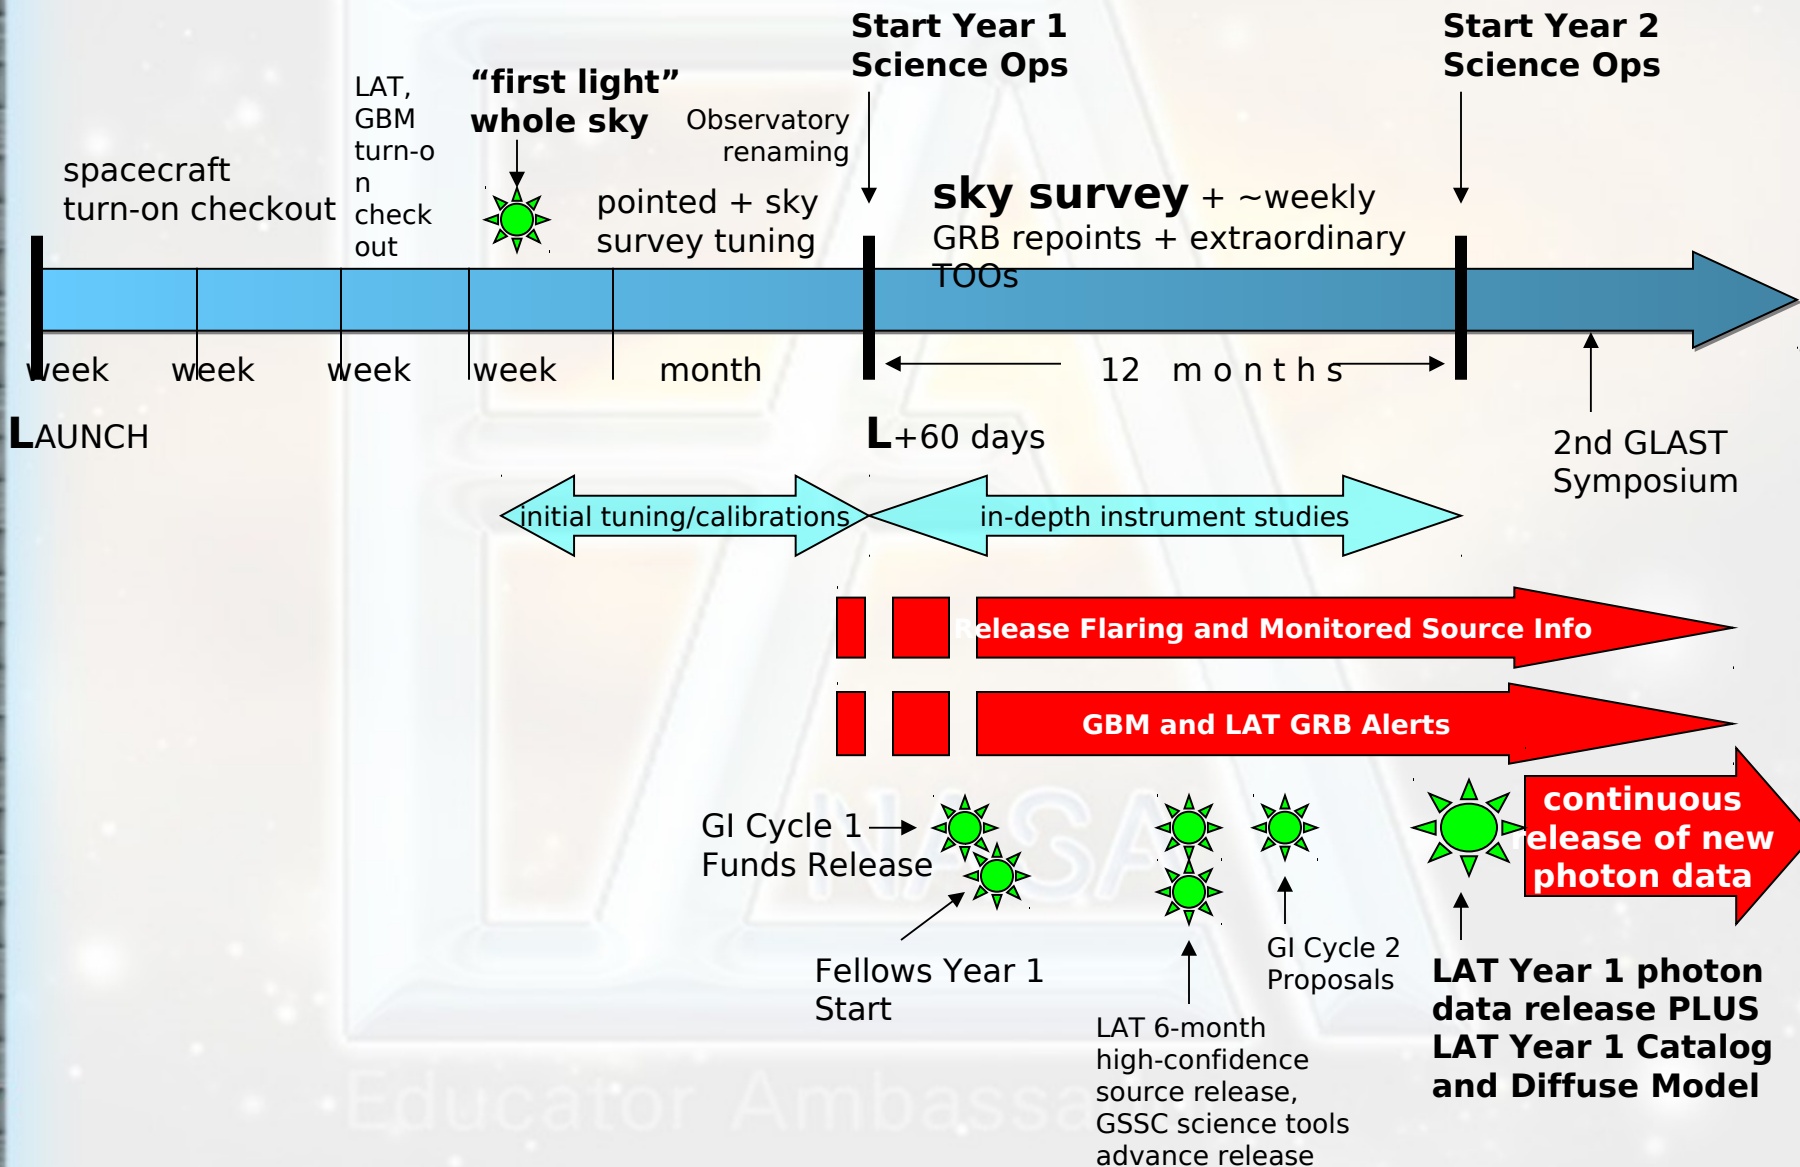 Start Year 1
Science Ops
Start Year 2
Science Ops
LAT,
GBM
turn-o
n
check
out
“first light”
whole sky
Observatory
renaming
spacecraft
turn-on checkout
pointed + sky
survey tuning
sky survey + ~weekly
GRB repoints + extraordinary
TOOs
week
week
week
week
month
12 months
LAUNCH
L+60 days
2nd GLAST
Symposium
initial tuning/calibrations
in-depth instrument studies
Release Flaring and Monitored Source Info
GBM and LAT GRB Alerts
GI Cycle 1
Funds Release
continuous
release of new
photon data
Fellows Year 1
Start
GI Cycle 2
Proposals
LAT 6-month
high-confidence
source release,
GSSC science tools
advance release
LAT Year 1 photon
data release PLUS
LAT Year 1 Catalog
and Diffuse Model
NASA
Educator Ambassa